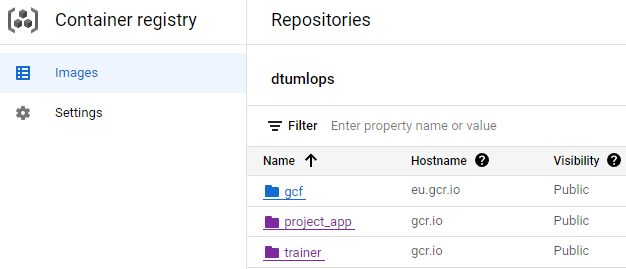 Container registry
Repositories
Images
Settings
dtumlops
Filter Enter property name or value
Name Hostname Visibility
gcf eu.gcr.io Public
project_app gcr.io Public
trainer gcr.io Public